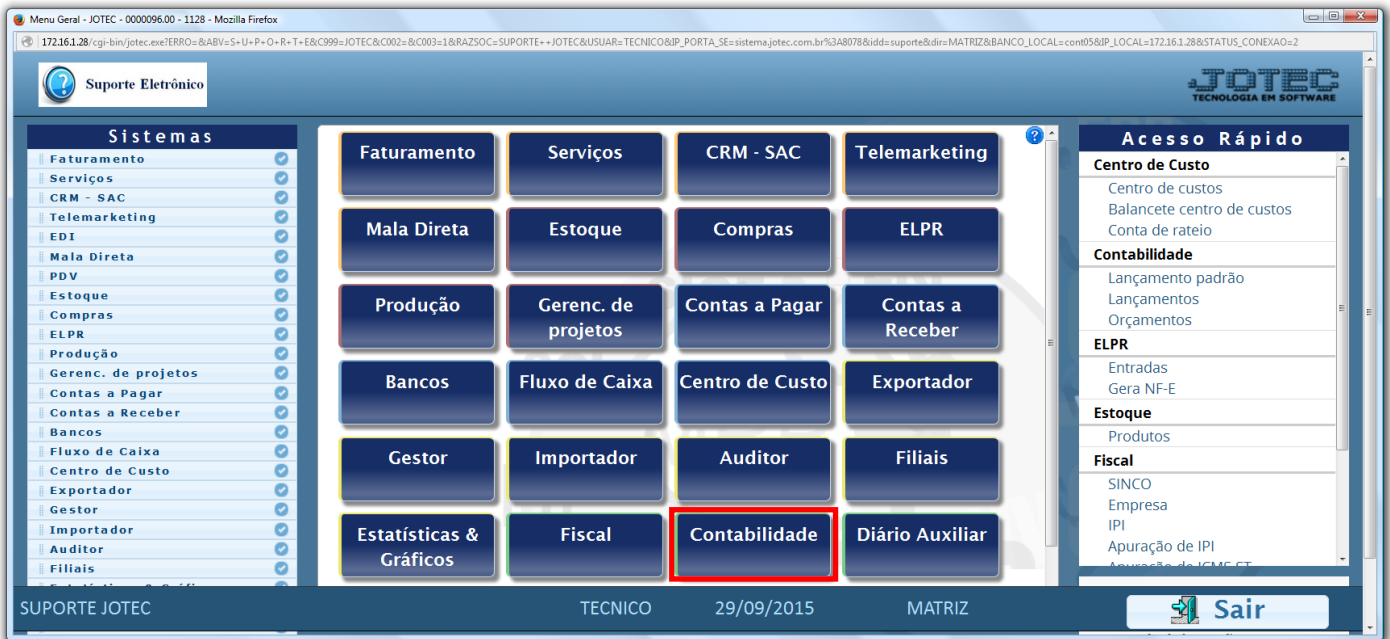 Menu Geral - JOTEC - 0000096.00 - 1128 - Mozilla Firefox
172.16.1.28/cgi-bin/jotec.exe?ERRO=&ABV=S+U+P+O+R+T+E&C999=JOTEC&C002=&C003=1&RAZSOC=SUPORTE++JOTEC&USUAR=TECNICO&IP_PORTA_SE=sistema.jotec.com.br%3A8078&idd=suporte&dir=MATRIZ&BANCO_LOCAL=cont05&IP_LOCAL=172.16.1.28&STATUS_CONEXAO=2
Suporte Eletrônico
JOTEC
TECNOLOGIA EM SOFTWARE
Sistemas
Faturamento
Serviços
CRM - SAC
Telemarketing
EDI
Mala Direta
PDV
Estoque
Compras
ELPR
Produção
Gerenc. de projetos
Contas a Pagar
Contas a Receber
Bancos
Fluxo de Caixa
Centro de Custo
Exportador
Gestor
Importador
Auditor
Filiais
Faturamento
Serviços
CRM - SAC
Telemarketing
Mala Direta
Estoque
Compras
ELPR
Produção
Gerenc. de
projetos
Contas a Pagar
Contas a
Receber
Bancos
Fluxo de Caixa
Centro de Custo
Exportador
Gestor
Importador
Auditor
Filiais
Estatísticas &
Gráficos
Fiscal
Contabilidade
Diário Auxiliar
Acesso Rápido
Centro de Custo
Centro de custos
Balancete centro de custos
Conta de rateio
Contabilidade
Lançamento padrão
Lançamentos
Orçamentos
ELPR
Entradas
Gera NF-E
Estoque
Produtos
Fiscal
SINCO
Empresa
IPI
Apuração de IPI
Apuração de ICMS ST
SUPORTE JOTEC
TECNICO
29/09/2015
MATRIZ
Sair